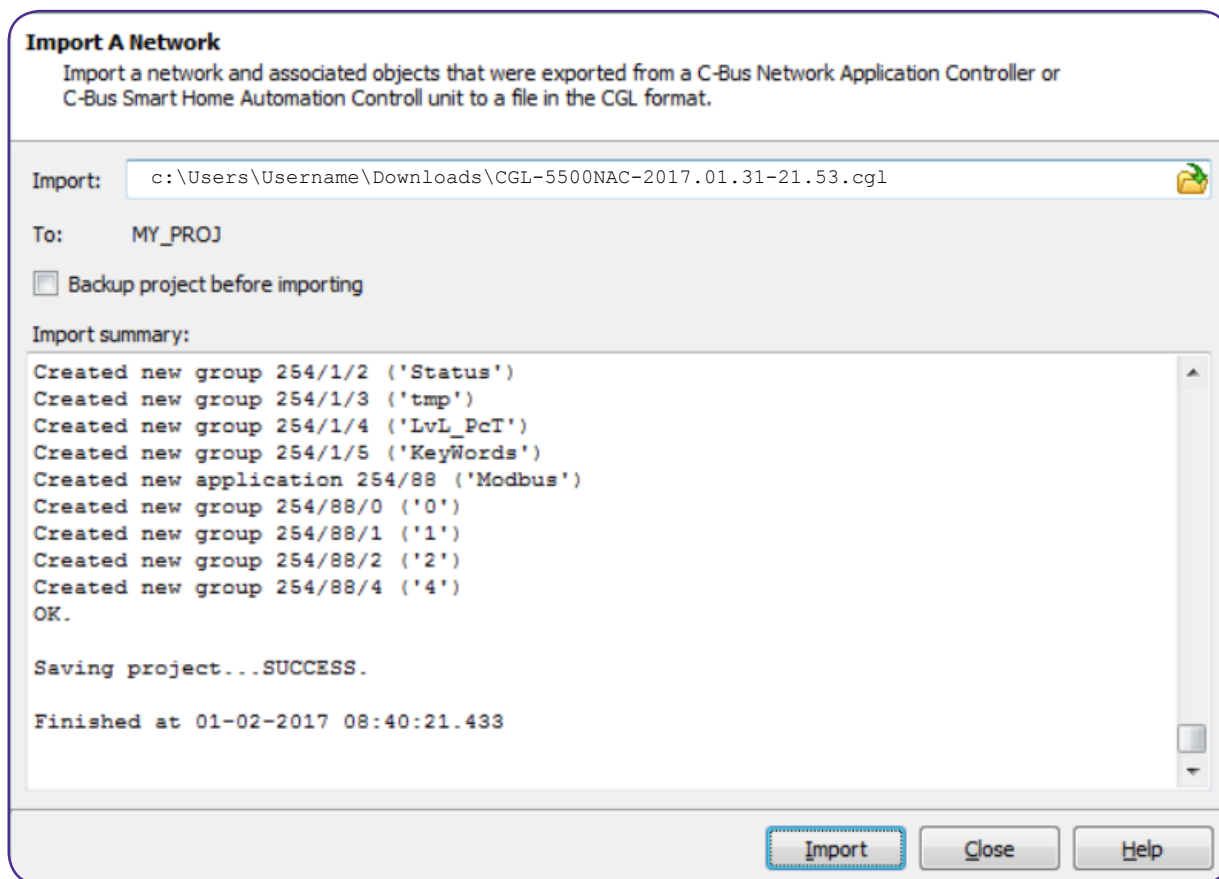 Import A Network
Import a network and associated objects that were exported from a C-Bus Network Application Controller or
C-Bus Smart Home Automation Controll unit to a file in the CGL format.
Import: c:\Users\Username\Downloads\CGL-5500NAC-2017.01.31-21.53.cgl
To: MY_PROJ
Backup project before importing
Import summary:
Created new group 254/1/2 ('Status')
Created new group 254/1/3 ('tmp')
Created new group 254/1/4 ('LvL_PcT')
Created new group 254/1/5 ('KeyWords')
Created new application 254/88 ('Modbus')
Created new group 254/88/0 ('0')
Created new group 254/88/1 ('1')
Created new group 254/88/2 ('2')
Created new group 254/88/4 ('4')
OK.
Saving project...SUCCESS.
Finished at 01-02-2017 08:40:21.433
Import Close Help